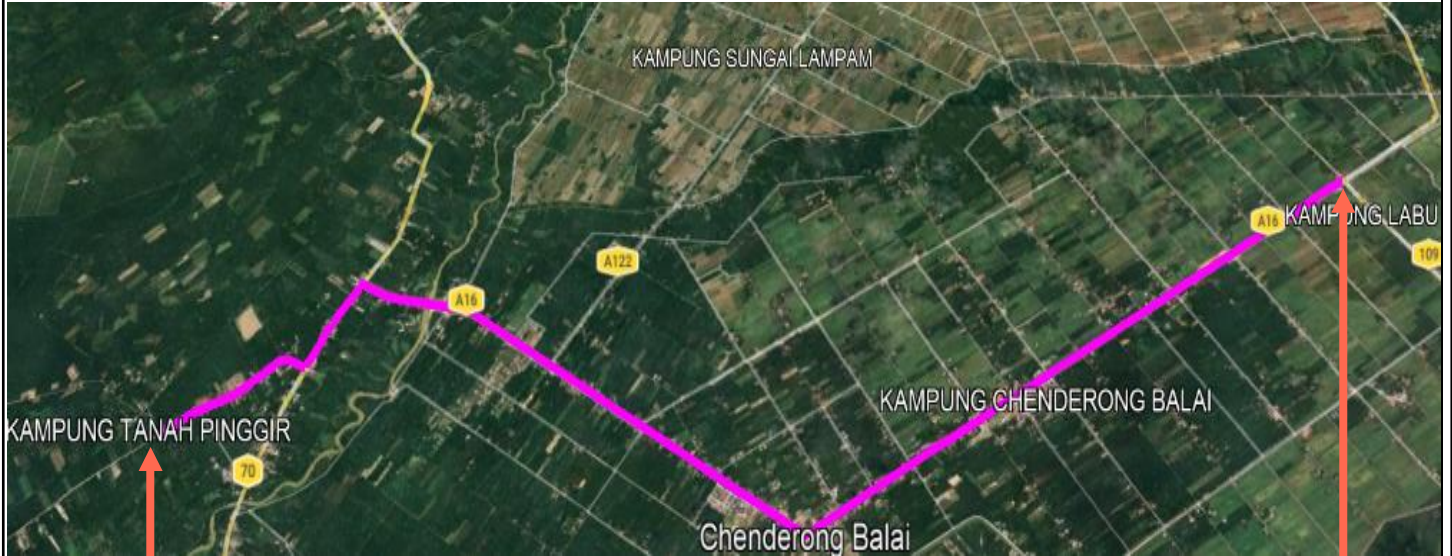 KAMPUNG SUNGAI LAMPAM
A16
KAMPUNG LABU
A122
109
A16
KAMPUNG CHENDERONG BALAI
KAMPUNG TANAH PINGGIR
70
Chenderong Balai